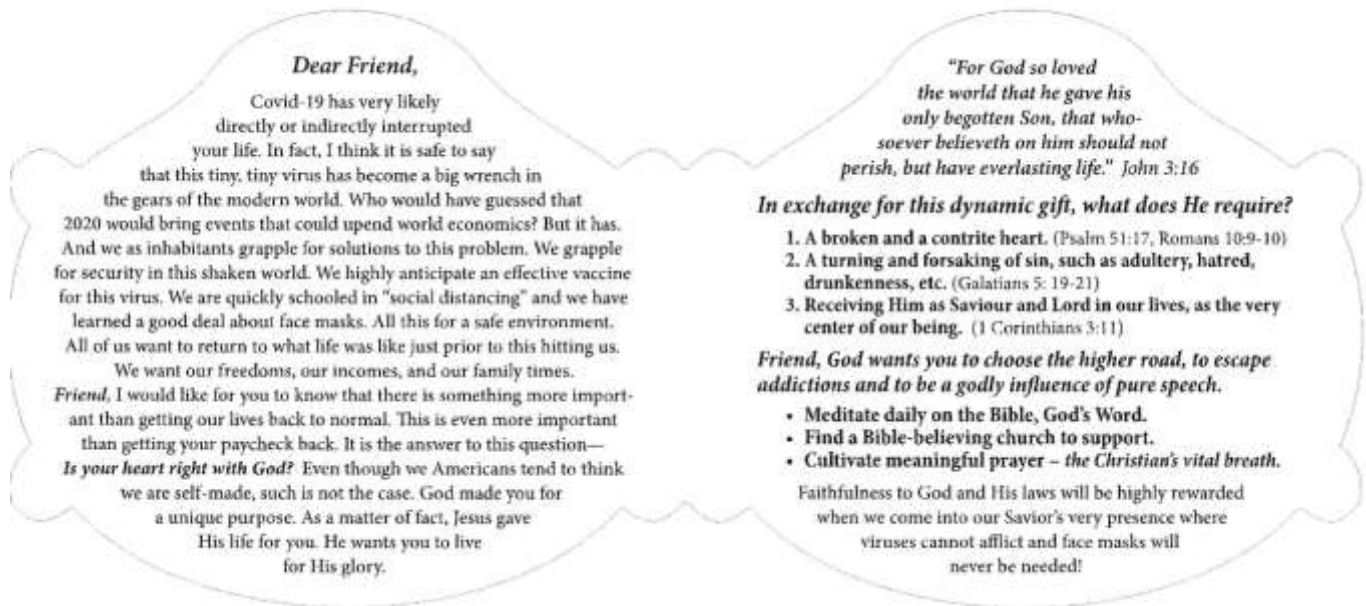 Dear Friend,
Covid-19 has very likely
directly or indirectly interrupted
your life. In fact, I think it is safe to say
that this tiny, tiny virus has become a big wrench in
the gears of the modern world. Who would have guessed that
2020 would bring events that could upend world economics? But it has.
And we as inhabitants grapple for solutions to this problem. We grapple
for security in this shaken world. We highly anticipate an effective vaccine
for this virus. We are quickly schooled in "social distancing" and we have
learned a good deal about face masks. All this for a safe environment.
All of us want to return to what life was like just prior to this hitting us.
We want our freedoms, our incomes, and our family times.
Friend, I would like for you to know that there is something more import-
ant than getting our lives back to normal. This is even more important
than getting your paycheck back. It is the answer to this question—
Is your heart right with God? Even though we Americans tend to think
we are self-made, such is not the case. God made you for
a unique purpose. As a matter of fact, Jesus gave
His life for you. He wants you to live
for His glory.
"For God so loved
the world that he gave his
only begotten Son, that who-
soever believeth on him should not
perish, but have everlasting life." John 3:16
In exchange for this dynamic gift, what does He require?
1. A broken and a contrite heart. (Psalm 51:17, Romans 10:9-10)
2. A turning and forsaking of sin, such as adultery, hatred,
drunkenness, etc. (Galatians 5: 19-21)
3. Receiving Him as Saviour and Lord in our lives, as the very
center of our being. (1 Corinthians 3:11)
Friend, God wants you to choose the higher road, to escape
addictions and to be a godly influence of pure speech.
• Meditate daily on the Bible, God's Word.
• Find a Bible-believing church to support.
• Cultivate meaningful prayer – the Christian's vital breath.
Faithfulness to God and His laws will be highly rewarded
when we come into our Savior's very presence where
viruses cannot afflict and face masks will
never be needed!